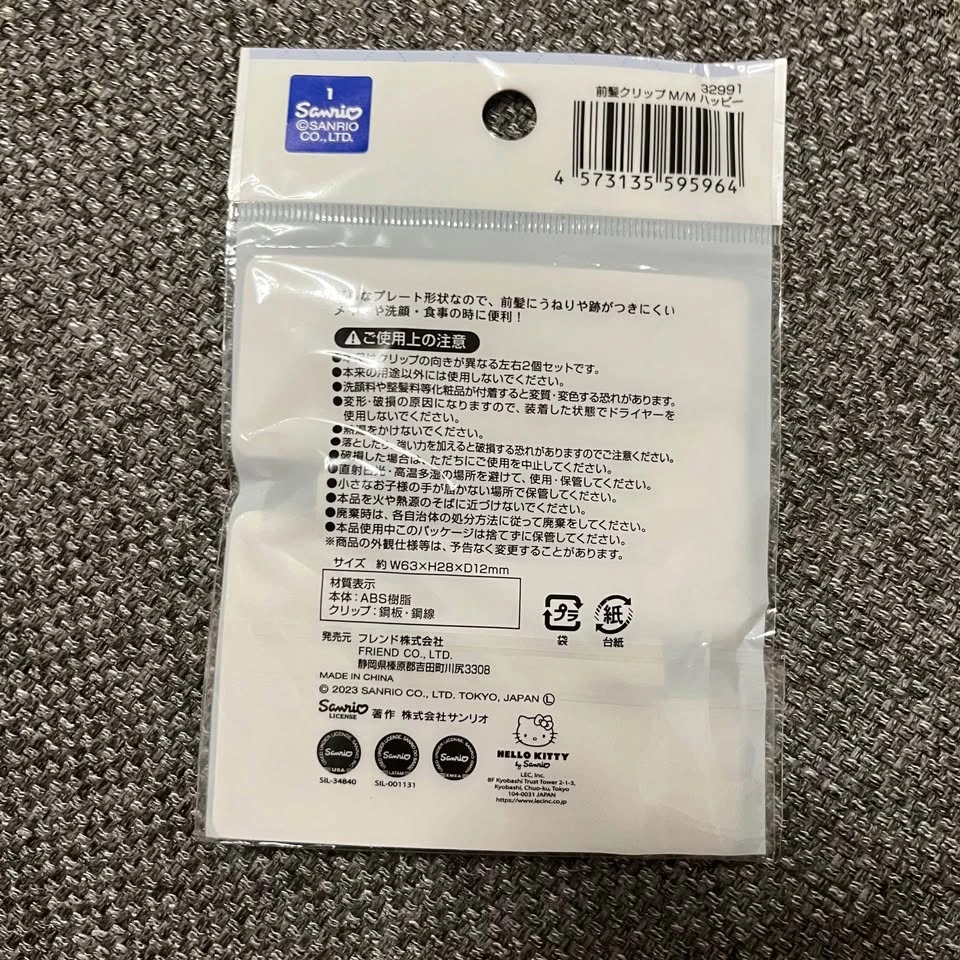 1
Sanrio
©SANRIO
CO., LTD.
32991
前髪クリップ M/M ハッピー
4 573135 595964
なプレート形状なので、前髪にうねりや跡がつきにくい
や洗顔・食事の時に便利!
⚠ご使用上の注意
クリップの向きが異なる左右2個セットです。
●本来の用途以外には使用しないでください。
●洗顔料や整髪料等化粧品が付着すると変質・変色する恐れがあります。
●変形・破損の原因になりますので、装着した状態でドライヤーを
使用しないでください。
●熱湯をかけないでください。
●落としたり、強い力を加えると破損する恐れがありますのでご注意ください。
●破損した場合は、ただちにご使用を中止してください。
●直射日光・高温多湿の場所を避けて、使用・保管してください。
●小さなお子様の手が届かない場所で保管してください。
●本品を火や熱源のそばに近づけないでください。
●廃棄時は、各自治体の処分方法に従って廃棄をしてください。
●本品使用中このパッケージは捨てずに保管してください。
※商品の外観仕様等は、予告なく変更することがあります。
サイズ 約 W63×H28×D12mm
材質表示
本体:ABS樹脂
クリップ:鋼板・鋼線
プラ
袋
紙
台紙
発売元 フレンド株式会社
FRIEND CO., LTD.
静岡県榛原郡吉田町川尻3308
MADE IN CHINA
© 2023 SANRIO CO., LTD. TOKYO, JAPAN Ⓛ
Sanrio
LICENSE
著作 株式会社サンリオ
Sanrio
USA
SIL-34840
Sanrio
LATAM
SIL-001131
Sanrio
EMEA
HELLO KITTY
by Sanrio
LEC, Inc.
8F Kyobashi Trust Tower 2-1-3,
Kyobashi, Chuo-ku, Tokyo
104-0031 JAPAN
https://www.lecinc.co.jp